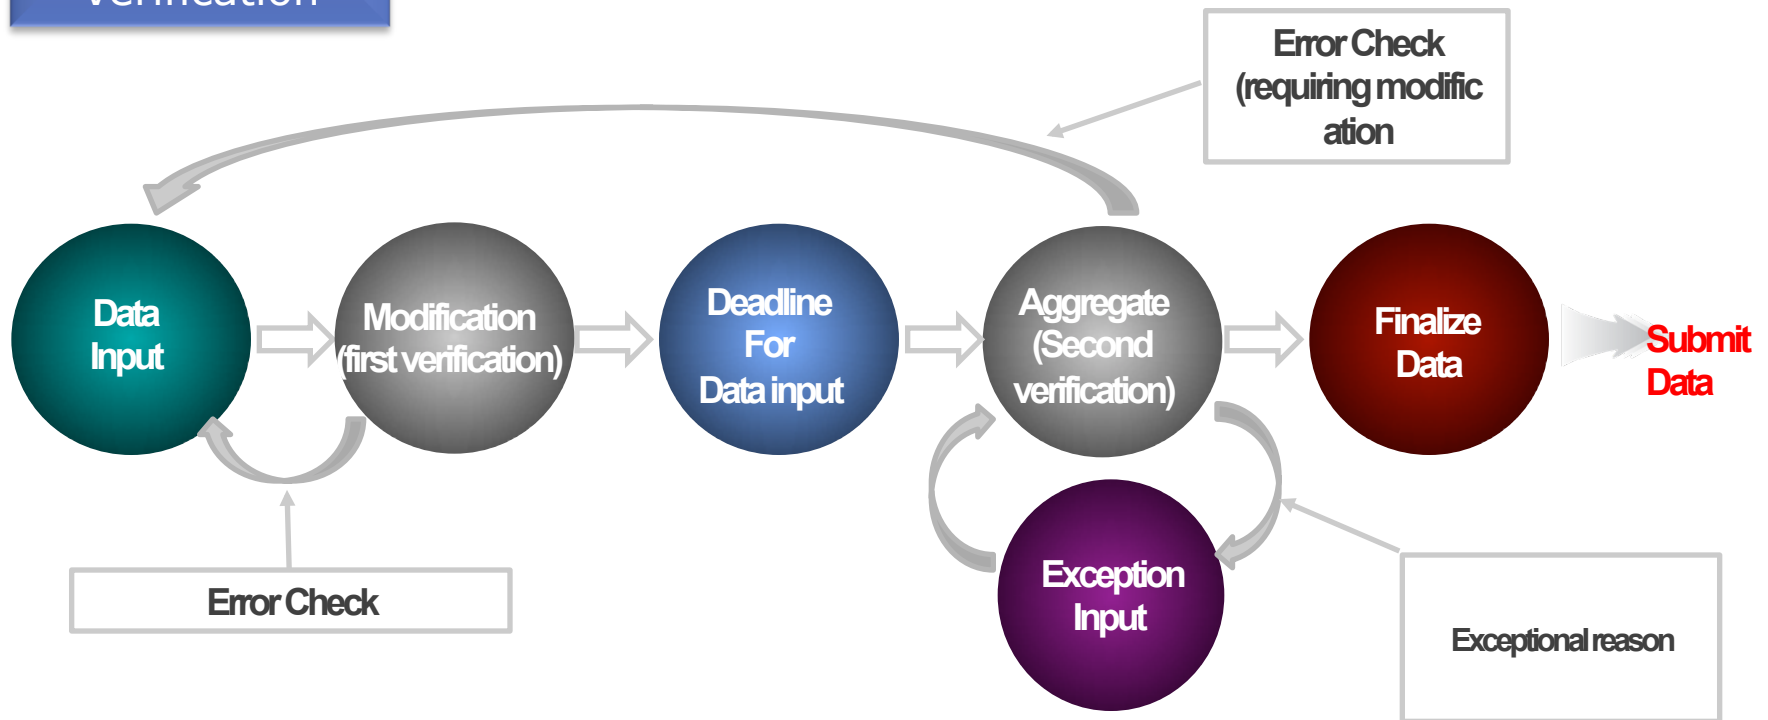 verification
Error Check
(requiring modific
ation
Data
Input
Modification
(first verification)
Deadline
For
Data input
Aggregate
(Second
verification)
Finalize
Data
Submit
Data
Exception
Input
Error Check
Exceptional reason